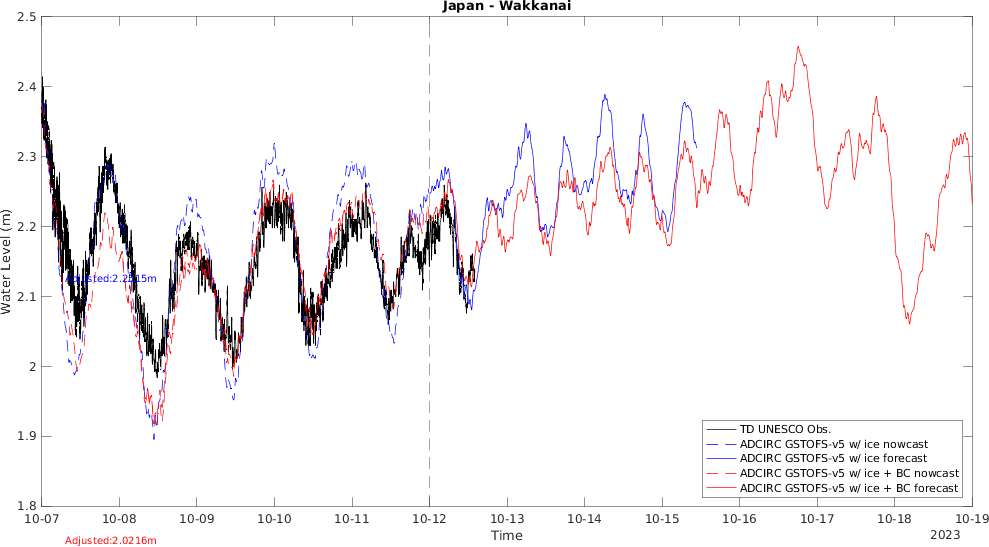 Japan - Wakkanai
2.5
2.4
2.3
2.2
2.1
2
1.9
1.8
Water Level (m)
Adjusted:2.2515m
TD UNESCO Obs.
ADCIRC GSTOFS-v5 w/ ice nowcast
ADCIRC GSTOFS-v5 w/ ice forecast
ADCIRC GSTOFS-v5 w/ ice + BC nowcast
ADCIRC GSTOFS-v5 w/ ice + BC forecast
10-07 10-08 10-09 10-10 10-11 10-12 10-13 10-14 10-15 10-16 10-17 10-18 10-19
Time
2023
Adjusted:2.0216m